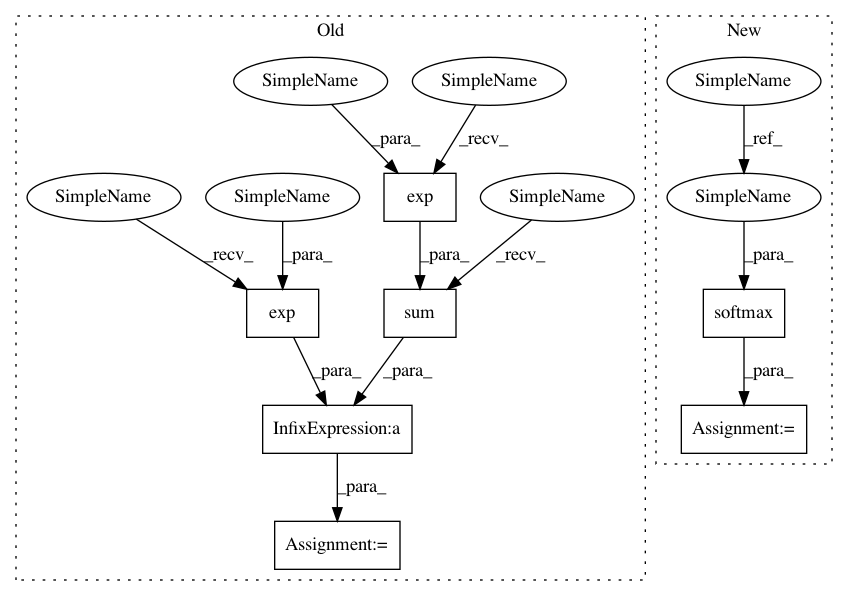 Old
New
SimpleName
SimpleName
SimpleName
_para_
_recv_
_ref_
SimpleName
SimpleName
exp
SimpleName
SimpleName
_recv_
_para_
_para_
_recv_
_para_
exp
sum
softmax
_para_
_para_
_para_
InfixExpression:a
Assignment:=
_para_
Assignment:=